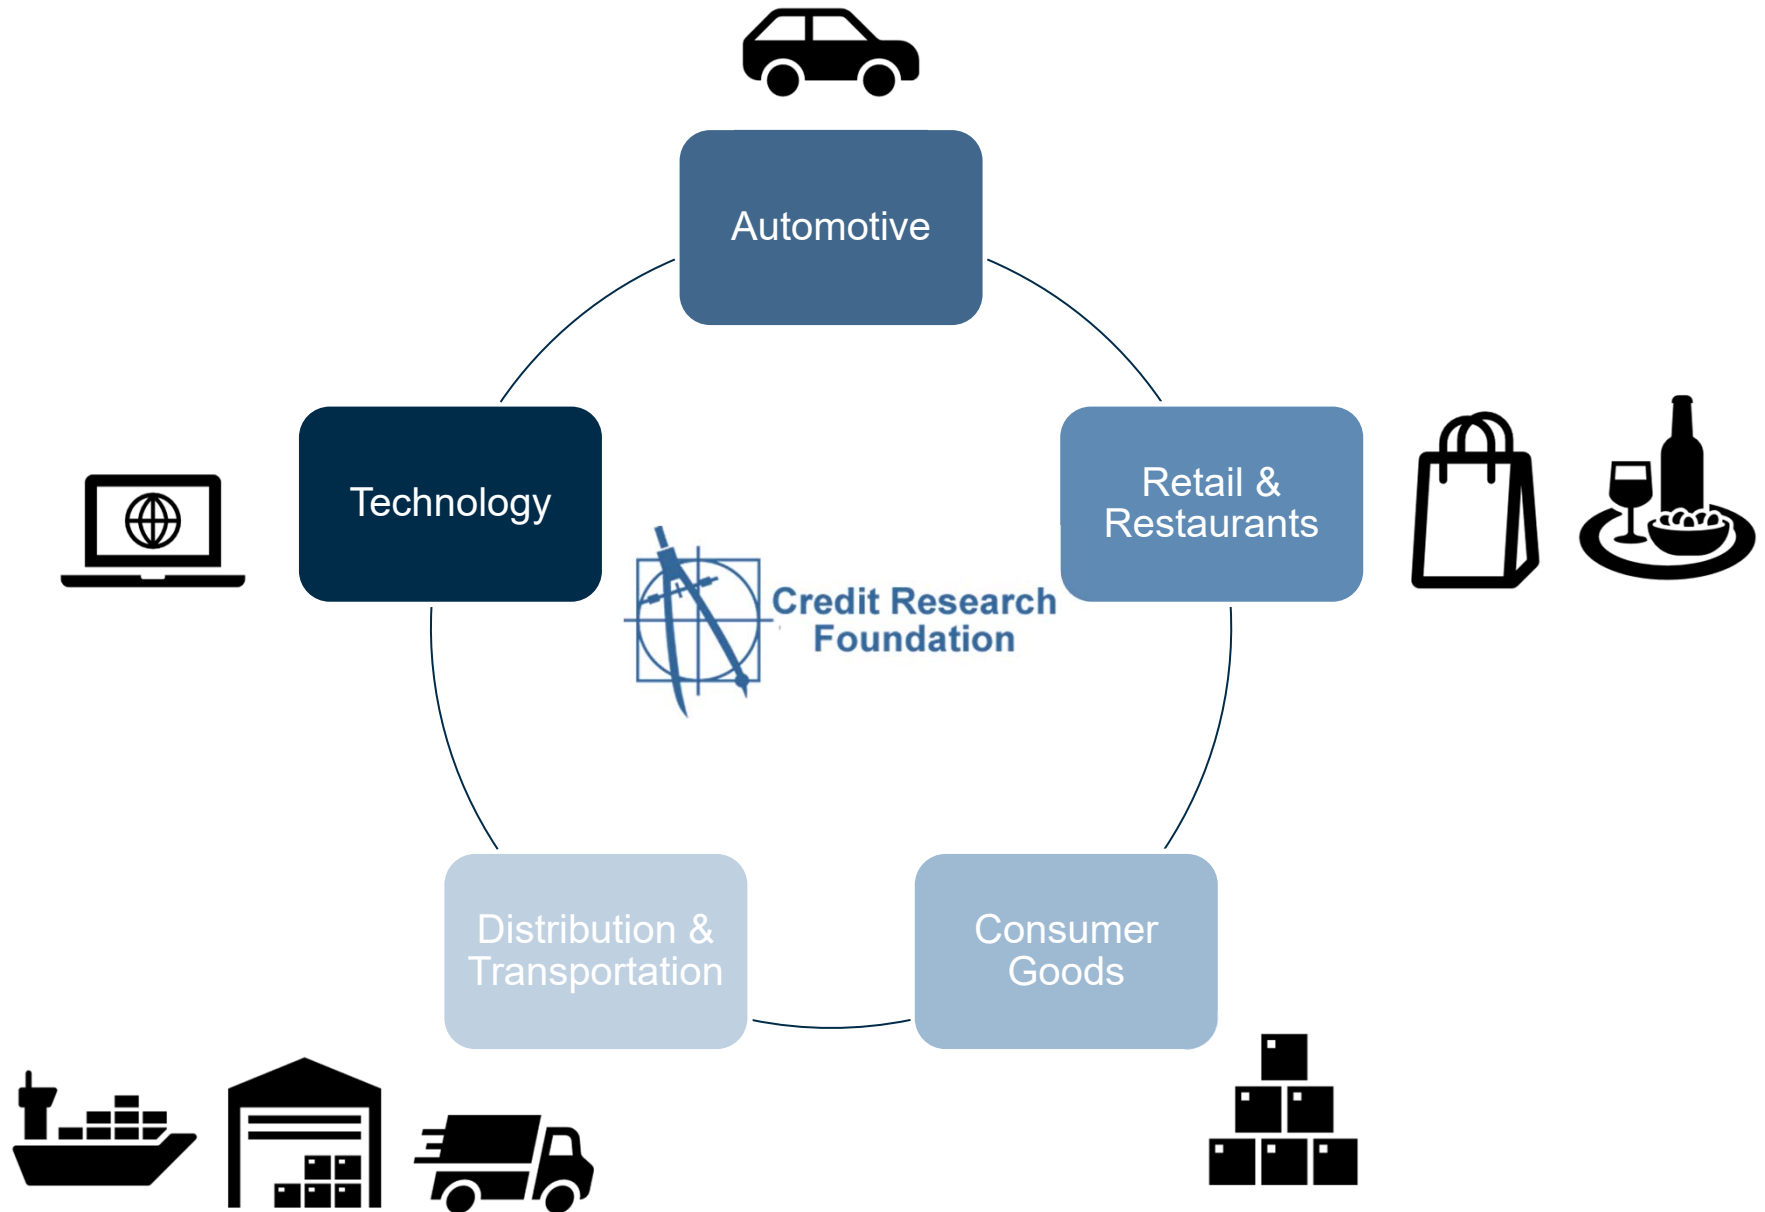 Automotive
Technology
Retail &
Restaurants
Credit Research
Foundation
Distribution &
Transportation
Consumer
Goods